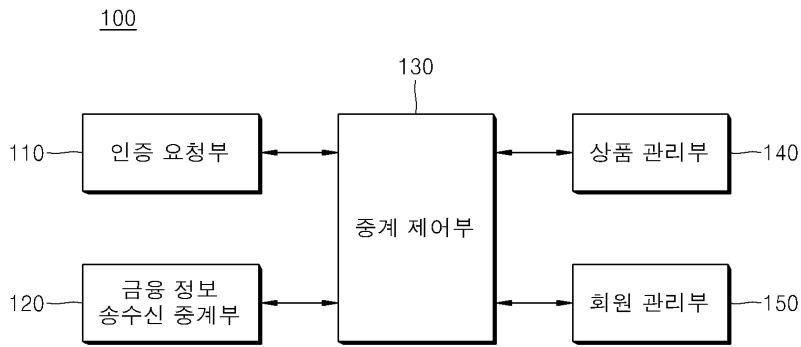 100
130
110
인증 요청부
상품 관리부
140
중계 제어부
120
금융 정보
송수신 중계부
회원 관리부
150